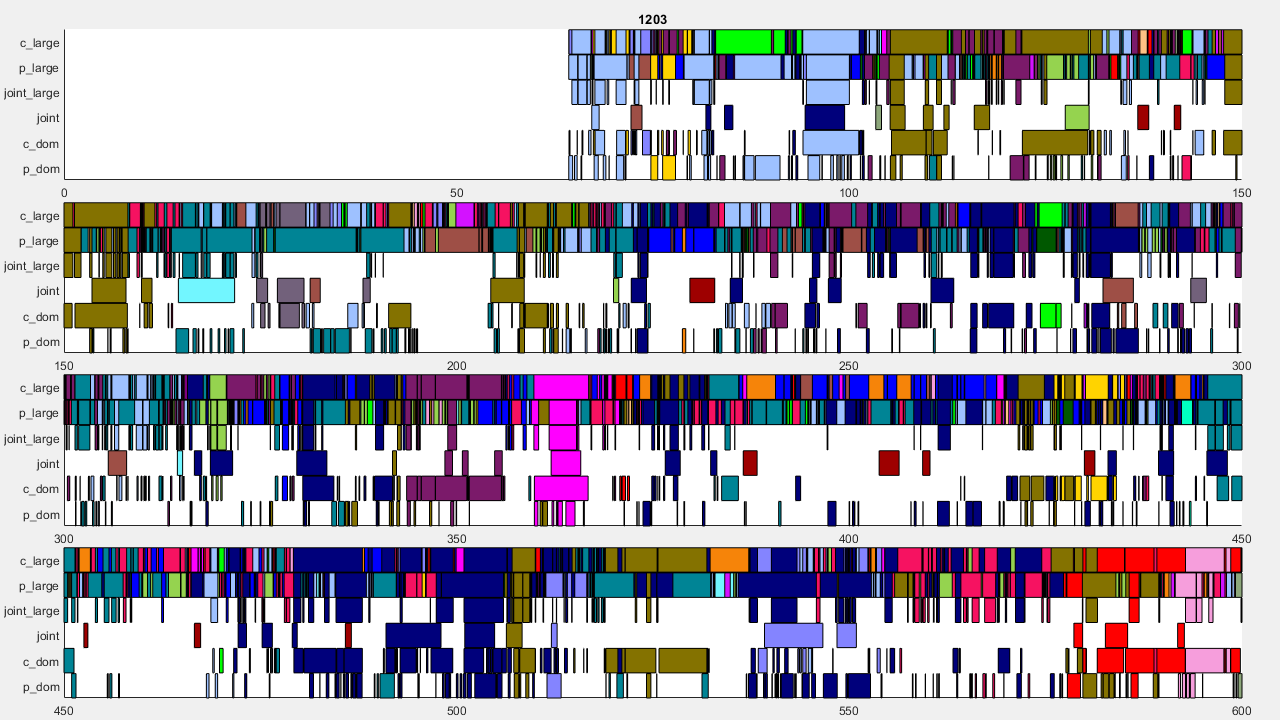 1203
c_large
p_large
joint_large
joint
c_dom
p_dom
0 50 100 150
c_large
p_large
joint_large
joint
c_dom
p_dom
150 200 250 300
c_large
p_large
joint_large
joint
c_dom
p_dom
300 350 400 450
c_large
p_large
joint_large
joint
c_dom
p_dom
450 500 550 600